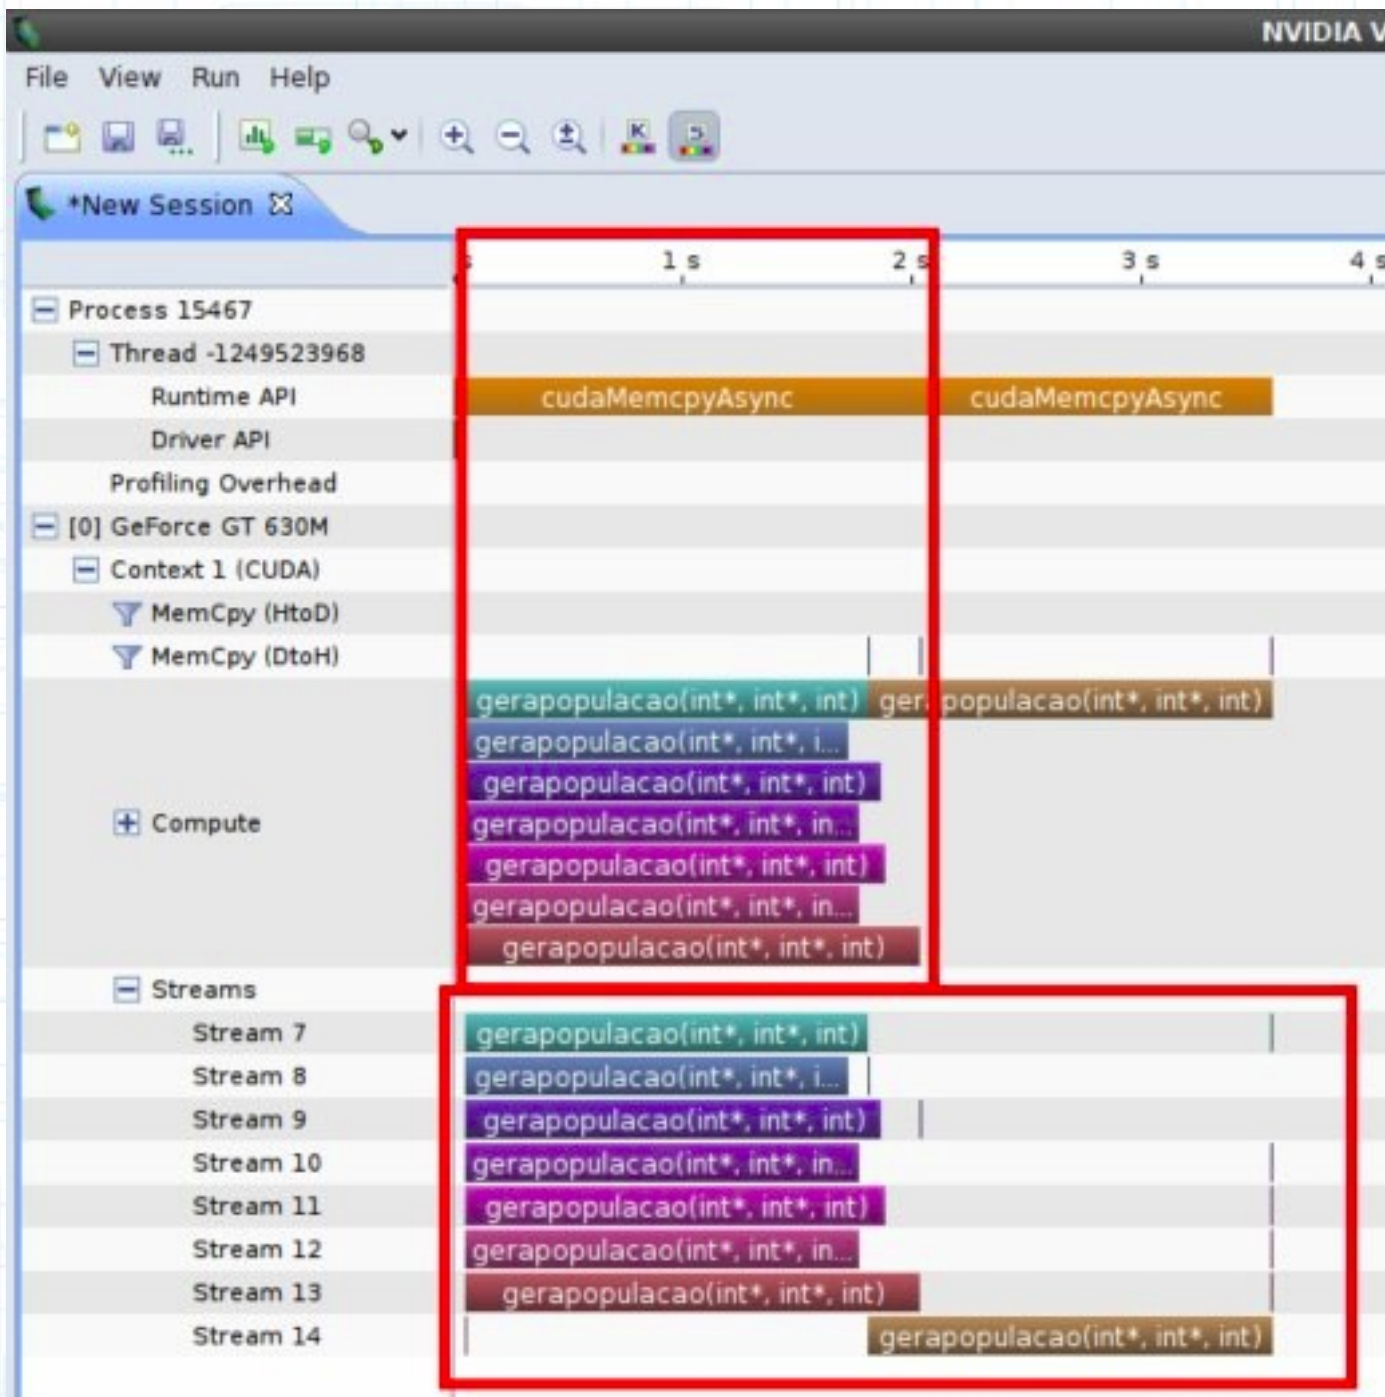 NVIDIA V
File View Run Help
*New Session
s 1 s 2 s 3 s 4 s
Process 15467
Thread -1249523968
Runtime API cudaMemcpyAsync cudaMemcpyAsync
Driver API
Profiling Overhead
[0] GeForce GT 630M
Context 1 (CUDA)
MemCpy (HtoD)
MemCpy (DtoH)
gerapopulacao(int*, int*, int) gerapopulacao(int*, int*, int)
gerapopulacao(int*, int*, i...
gerapopulacao(int*, int*, int)
Compute gerapopulacao(int*, int*, in...
gerapopulacao(int*, int*, int)
gerapopulacao(int*, int*, in...
gerapopulacao(int*, int*, int)
Streams
Stream 7 gerapopulacao(int*, int*, int)
Stream 8 gerapopulacao(int*, int*, i...
Stream 9 gerapopulacao(int*, int*, int)
Stream 10 gerapopulacao(int*, int*, in...
Stream 11 gerapopulacao(int*, int*, int)
Stream 12 gerapopulacao(int*, int*, in...
Stream 13 gerapopulacao(int*, int*, int)
Stream 14 gerapopulacao(int*, int*, int)